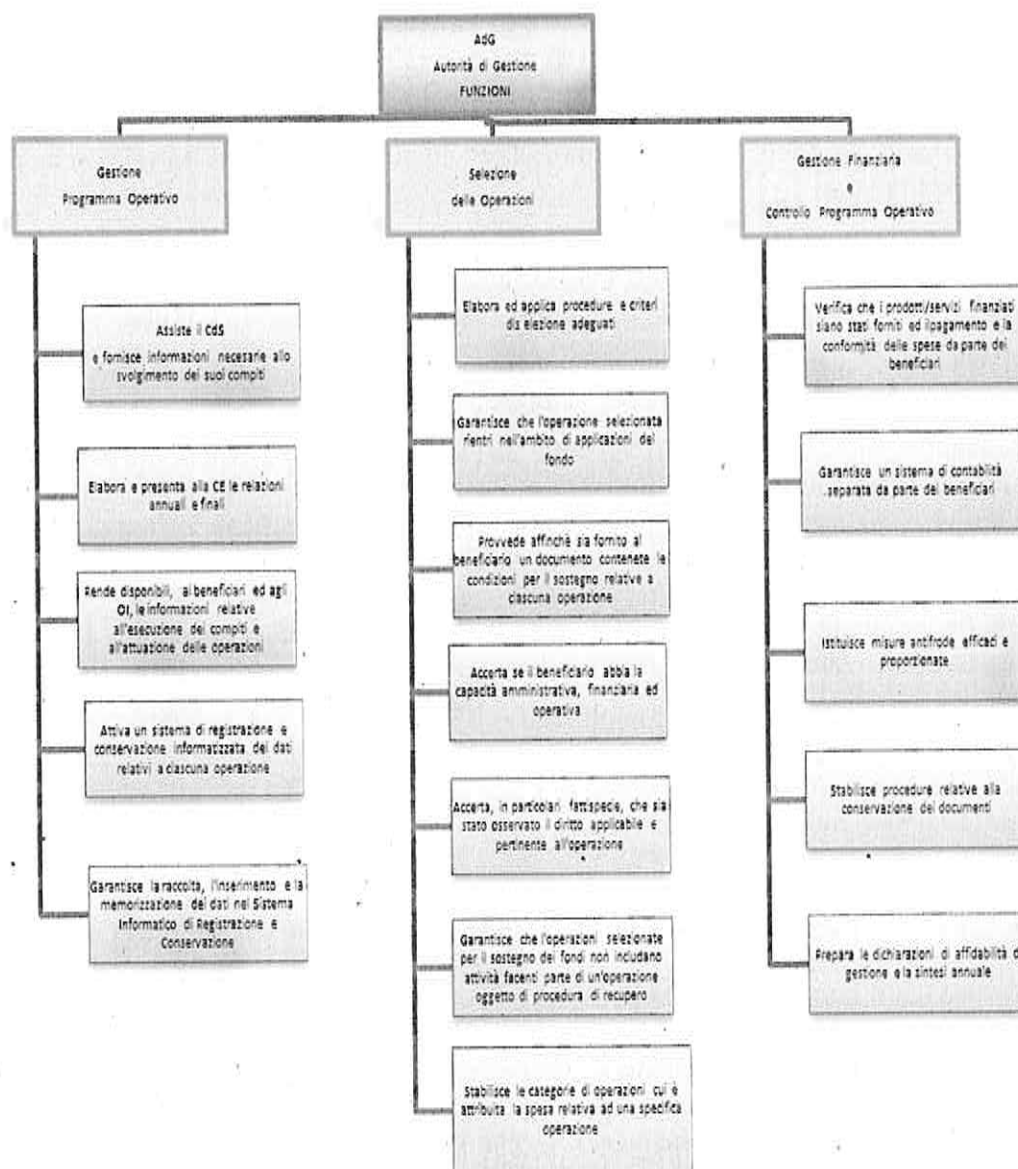 AdG
Autorità di Gestione
FUNZIONI
Gestione
Programma Operativo
Assiste il CdS
e fornisce informazioni necesarie allo
svolgimento dei suoi compiti
Elabora e presenta alla CE le relazioni
annuali e finali
Rende disponibili, ai beneficiari ed agli
OI, le informazioni relative
all'esecuzione dei compiti e
all'attuazione delle operazioni
Attiva un sistema di registrazione e
conservazione informatizzata dei dati
relativi a ciascuna operazione
Garantisce la raccolta, l'inserimento e la
memorizzazione dei dati nel Sistema
Informatico di Registrazione e
Conservazione
Selezione
delle Operazioni
Elabora ed applica procedure e criteri
dis elezione adeguati
Garantisce che l'operazione selezionata
rientri nell'ambito di applicazioni del
fondo
Provvede affinchè sia fornito al
beneficiario un documento contenete le
condizioni per il sostegno relative a
ciascuna operazione
Accerta se il beneficiario abbia la
capacità amministrativa, finanziaria ed
operativa
Accerta, in particolari fattispecie, che sia
stato osservato il diritto applicabile e
pertinente all'operazione
Garantisce che l'operazioni selezionate
per il sostegno dei fondi non includano
attività facenti parte di un'operazione
oggetto di procedura di recupero
Stabilisce le categorie di operazioni cui è
attribuita la spesa relativa ad una specifica
operazione
Gestione Finanziaria
e
Controllo Programma Operativo
Verifica che i prodotti/servizi finanziati
siano stati forniti ed ilpagamento e la
conformità delle spese da parte dei
beneficiari
Garantisce un sistema di contabilità
separata da parte dei beneficiari
Istituisce misure antifrode efficaci e
proporzionate
Stabilisce procedure relative alla
conservazione dei documenti
Prepara le dichiarazioni di affidabilità d
gestione e la sintesi annuale